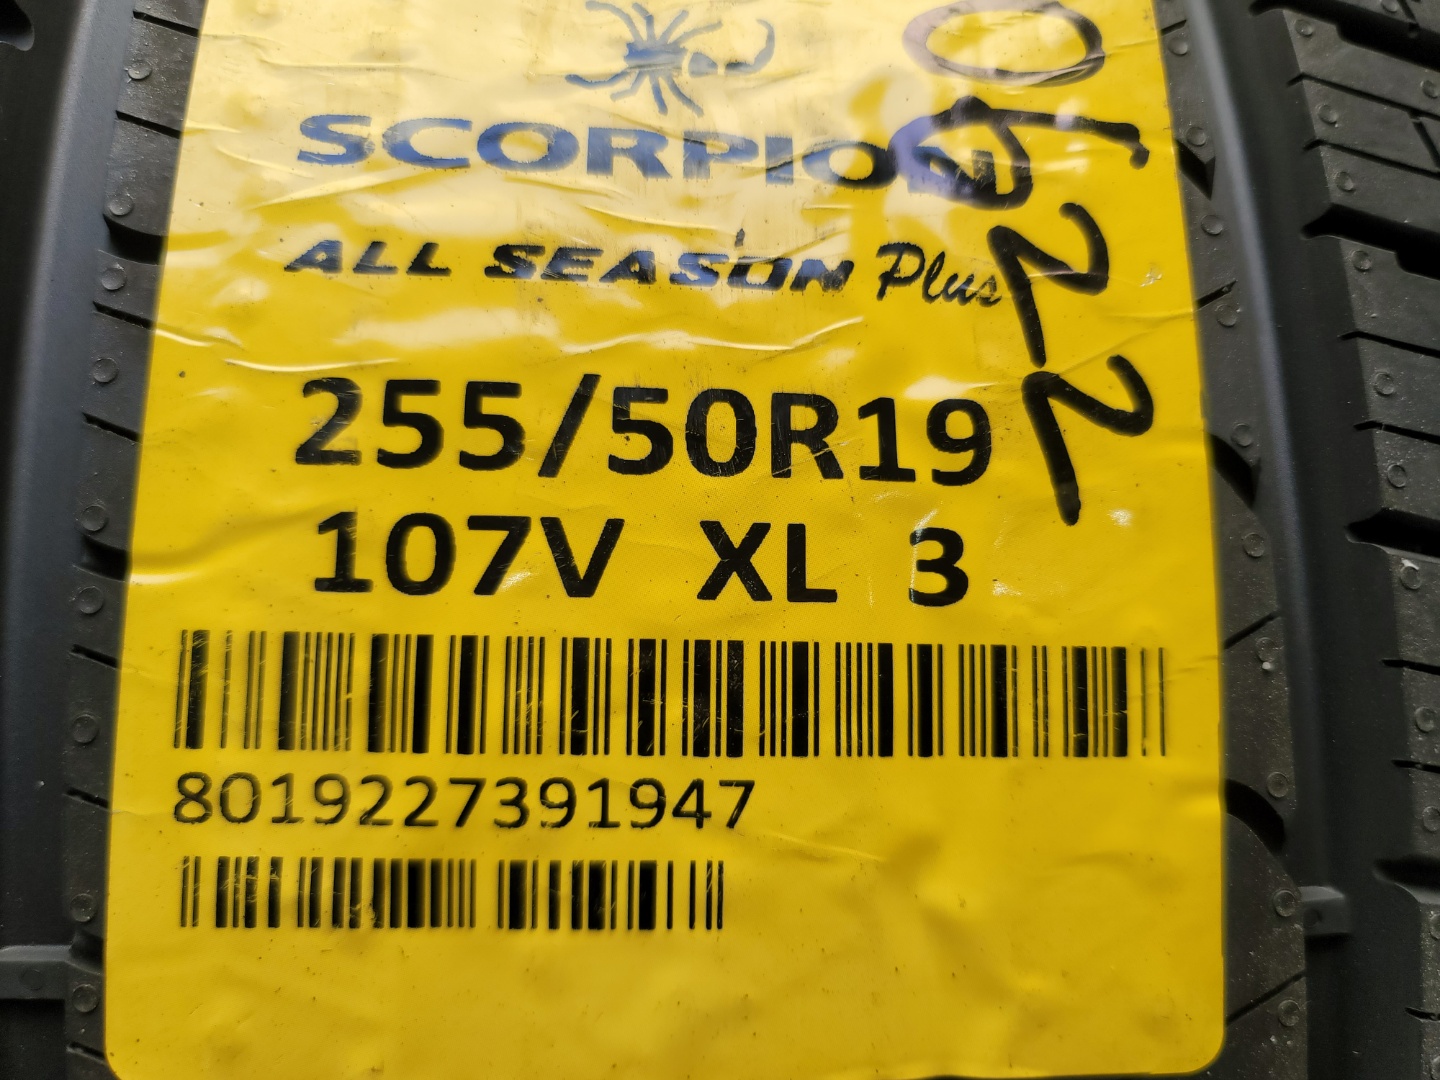 SCORPION
ALL SEASON Plus
255/50R19
107V XL 3
8019227391947